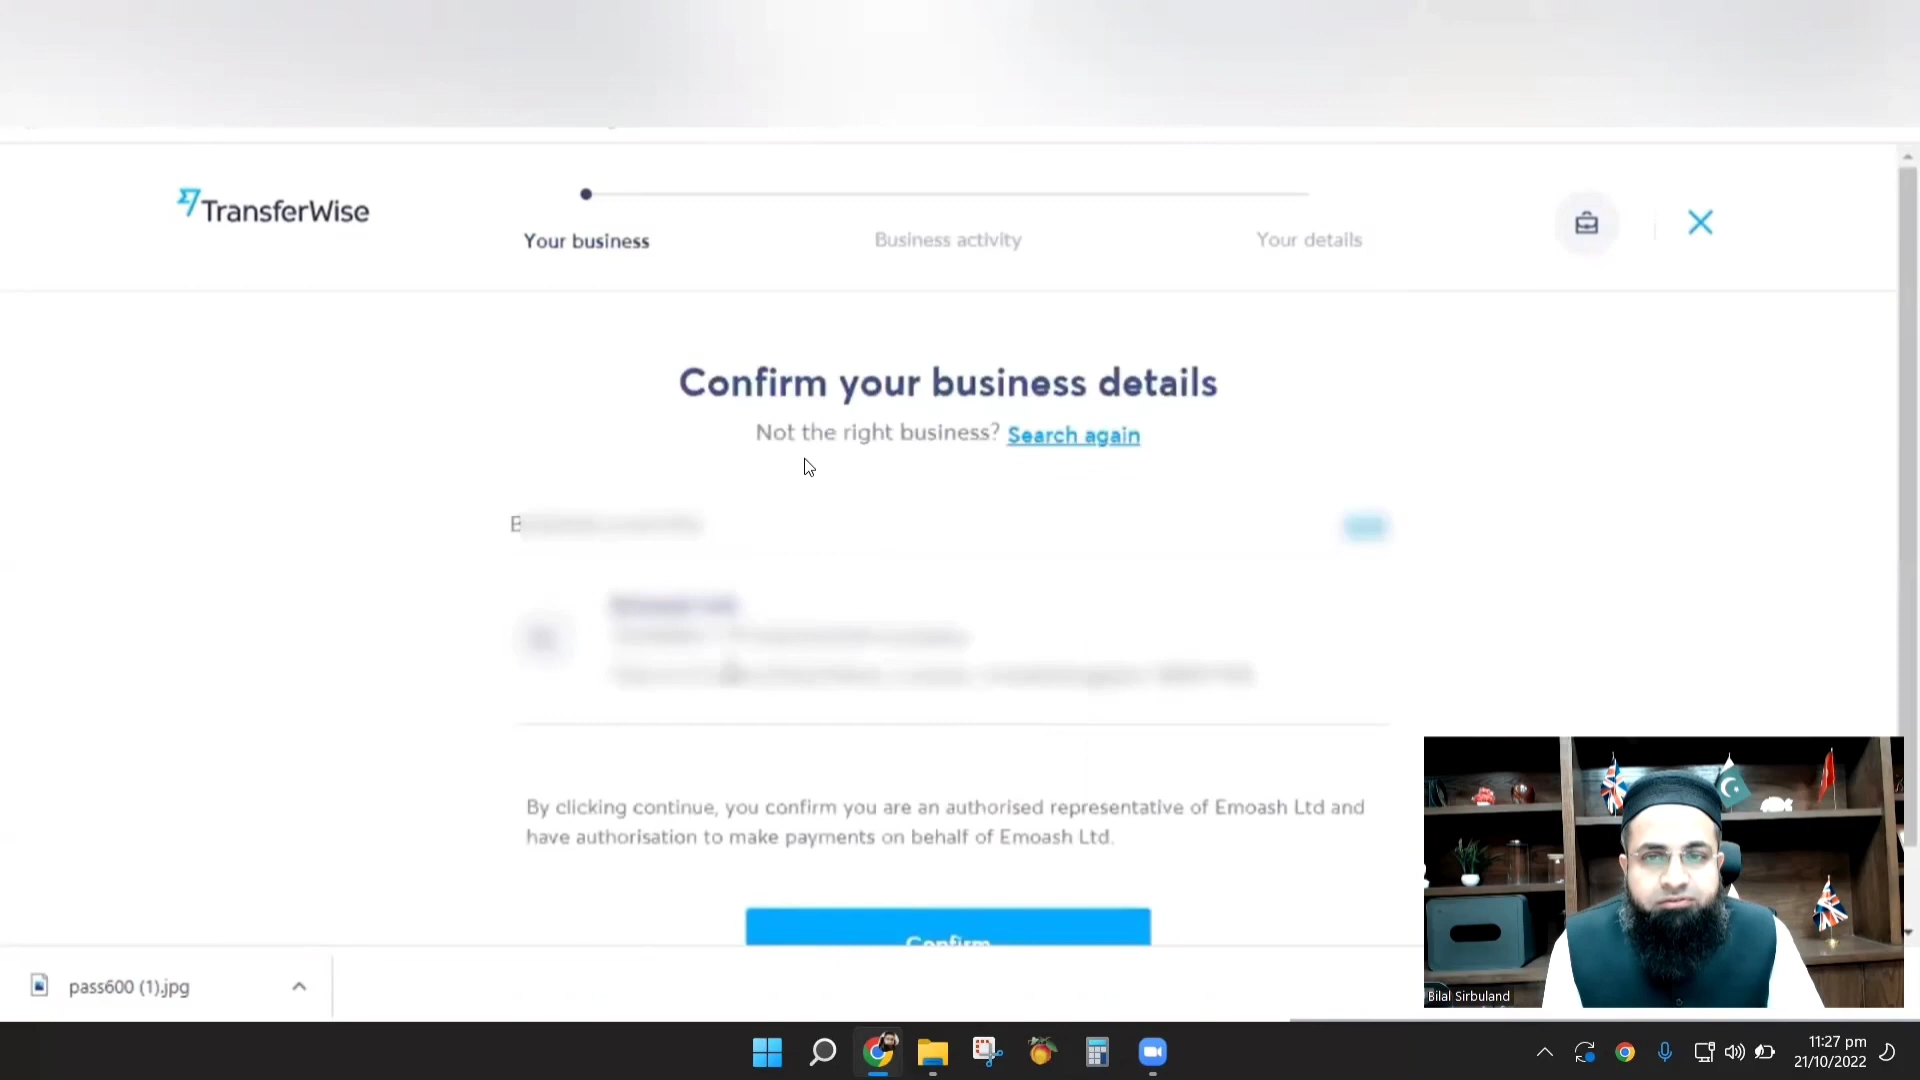 TransferWise
Your business
Business activity
Your details
Confirm your business details
Not the right business? Search again
By clicking continue, you confirm you are an authorised representative of Emoash Ltd and
have authorisation to make payments on behalf of Emoash Ltd.
Confirm
pass600 (1).jpg
Bilal Sirbuland
11:27 pm
21/10/2022